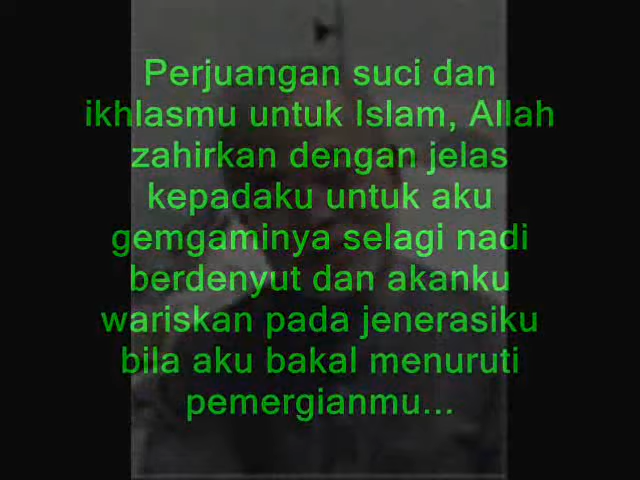 Perjuangan suci dan
ikhlasmu untuk Islam, Allah
zahirkan dengan jelas
kepadaku untuk aku
gemgaminya selagi nadi
berdenyut dan akanku
wariskan pada jenerasiku
bila aku bakal menuruti
pemergianmu...